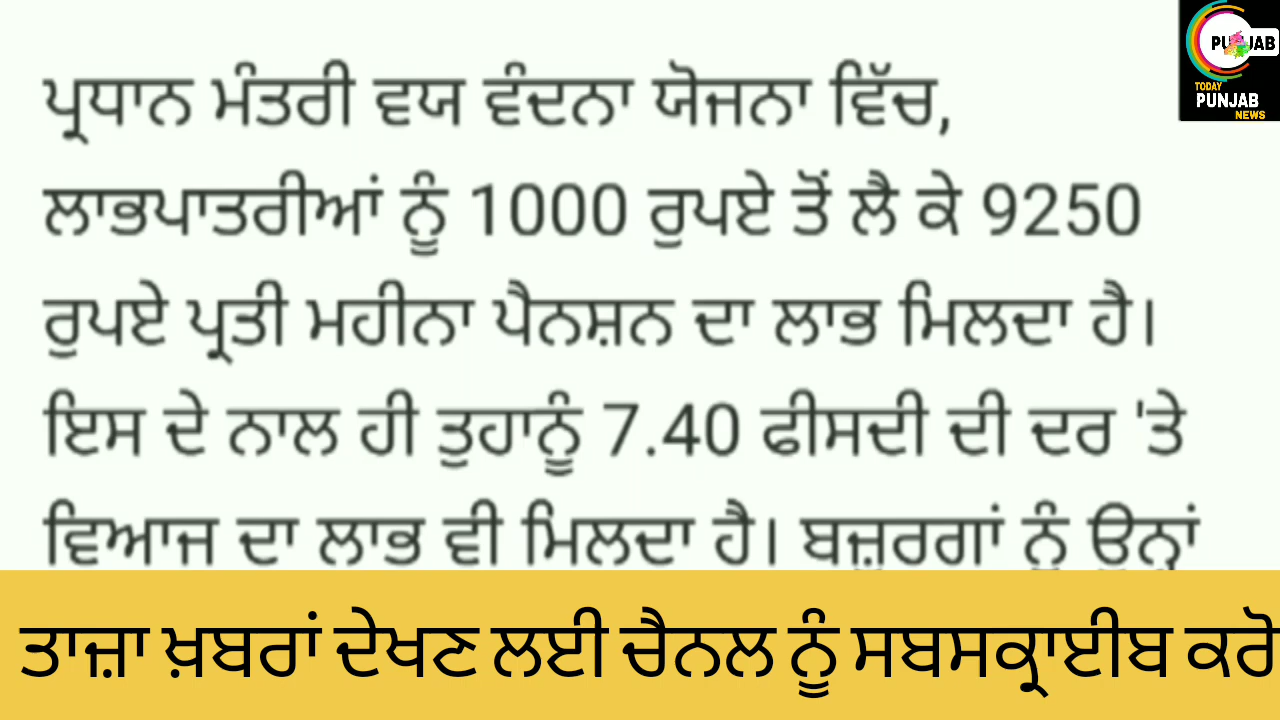 PUNJAB
TODAY
PUNJAB
NEWS
ਪ੍ਰਧਾਨ ਮੰਤਰੀ ਵਯ ਵੰਦਨਾ ਯੋਜਨਾ ਵਿੱਚ,
ਲਾਭਪਾਤਰੀਆਂ ਨੂੰ 1000 ਰੁਪਏ ਤੋਂ ਲੈ ਕੇ 9250
ਰੁਪਏ ਪ੍ਰਤੀ ਮਹੀਨਾ ਪੈਨਸ਼ਨ ਦਾ ਲਾਭ ਮਿਲਦਾ ਹੈ।
ਇਸ ਦੇ ਨਾਲ ਹੀ ਤੁਹਾਨੂੰ 7.40 ਫੀਸਦੀ ਦੀ ਦਰ 'ਤੇ
ਵਿਆਜ ਦਾ ਲਾਭ ਵੀ ਮਿਲਦਾ ਹੈ। ਬਜ਼ੁਰਗਾਂ ਨੂੰ ਉਨ੍ਹਾਂ
ਤਾਜ਼ਾ ਖ਼ਬਰਾਂ ਦੇਖਣ ਲਈ ਚੈਨਲ ਨੂੰ ਸਬਸਕ੍ਰਾਈਬ ਕਰੋ